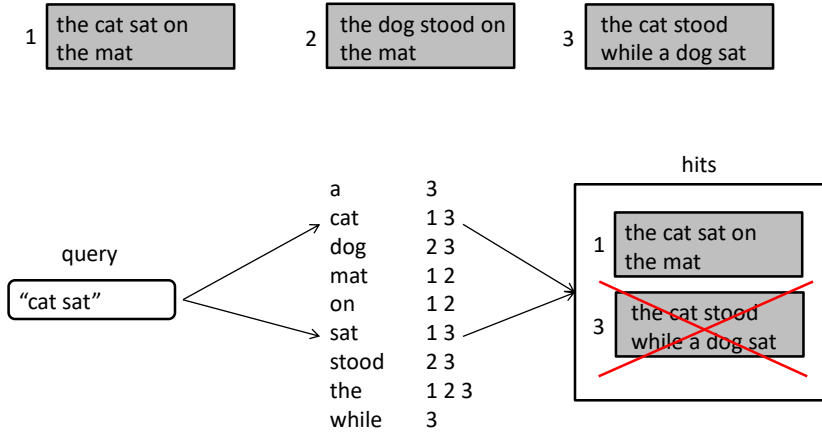 1
the cat sat on
the mat
2
the dog stood on
the mat
3
the cat stood
while a dog sat
query
“cat sat”
a 3
cat 1 3
dog 2 3
mat 1 2
on 1 2
sat 1 3
stood 2 3
the 1 2 3
while 3
hits
1
the cat sat on
the mat
3
the cat stood
while a dog sat